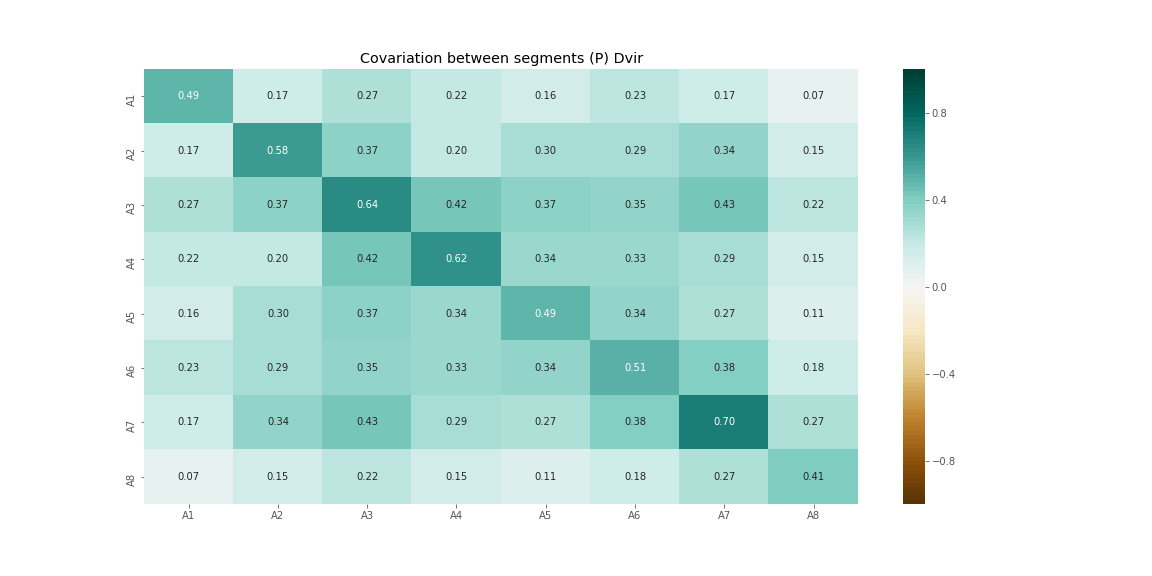 Covariation between segments (P) Dvir
A1 0.49 0.17 0.27 0.22 0.16 0.23 0.17 0.07
0.8
A2 0.17 0.58 0.37 0.20 0.30 0.29 0.34 0.15
A3 0.27 0.37 0.64 0.42 0.37 0.35 0.43 0.22
0.4
A4 0.22 0.20 0.42 0.62 0.34 0.33 0.29 0.15
0.0
A5 0.16 0.30 0.37 0.34 0.49 0.34 0.27 0.11
A6 0.23 0.29 0.35 0.33 0.34 0.51 0.38 0.18
−0.4
A7 0.17 0.34 0.43 0.29 0.27 0.38 0.70 0.27
−0.8
A8 0.07 0.15 0.22 0.15 0.11 0.18 0.27 0.41
A1 A2 A3 A4 A5 A6 A7 A8